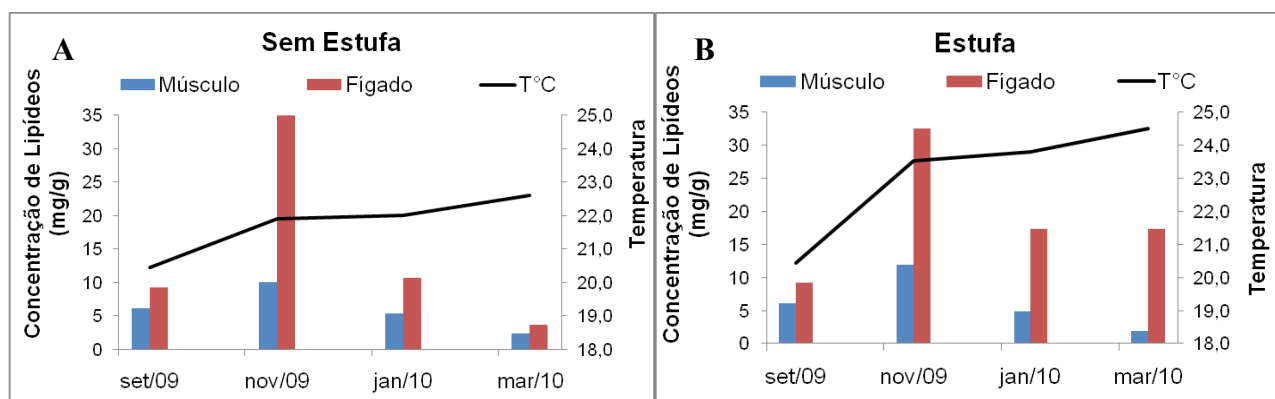 A
Sem Estufa
Músculo Fígado T°C
Concentração de Lipídeos
(mg/g)
35
30
25
20
15
10
5
0
25,0
24,0
23,0
22,0
21,0
20,0
19,0
18,0
Temperatura
set/09 nov/09 jan/10 mar/10
B
Estufa
Músculo Fígado T°C
Concentração de Lipídeos
(mg/g)
35
30
25
20
15
10
5
0
25,0
24,0
23,0
22,0
21,0
20,0
19,0
18,0
Temperatura
set/09 nov/09 jan/10 mar/10